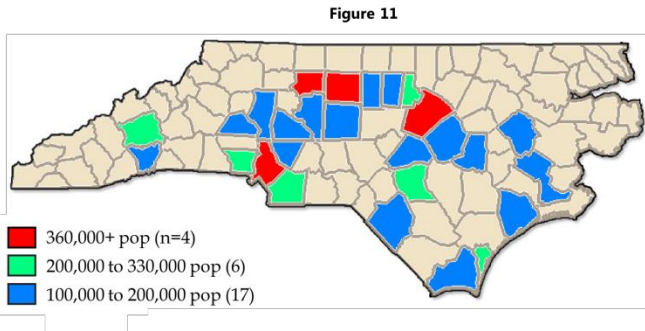 Figure 11
360,000+ pop (n=4)
200,000 to 330,000 pop (6)
100,000 to 200,000 pop (17)